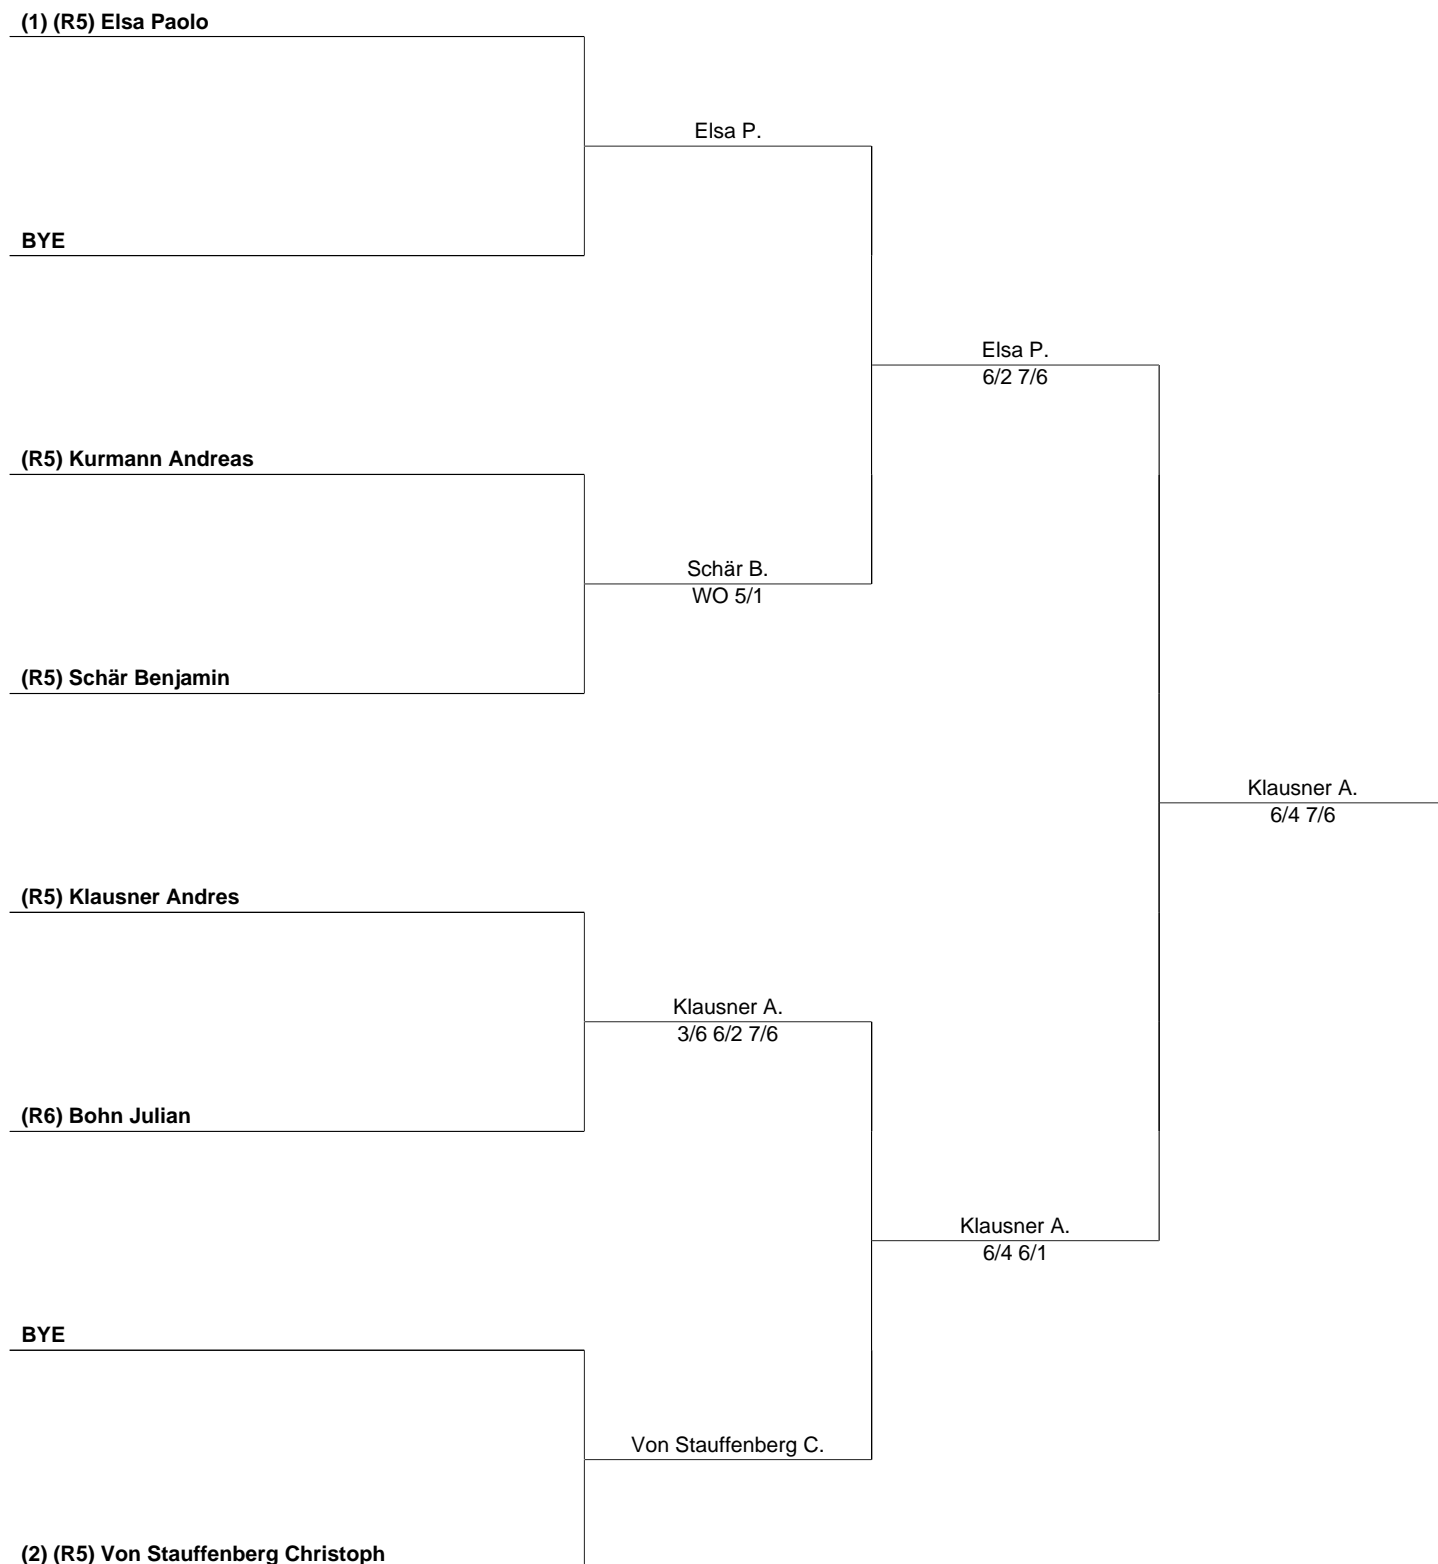 (1) (R5) Elsa Paolo
Elsa P.
BYE
Elsa P.
6/2 7/6
(R5) Kurmann Andreas
Schär B.
WO 5/1
(R5) Schär Benjamin
Klausner A.
6/4 7/6
(R5) Klausner Andres
Klausner A.
3/6 6/2 7/6
(R6) Bohn Julian
Klausner A.
6/4 6/1
BYE
Von Stauffenberg C.
(2) (R5) Von Stauffenberg Christoph